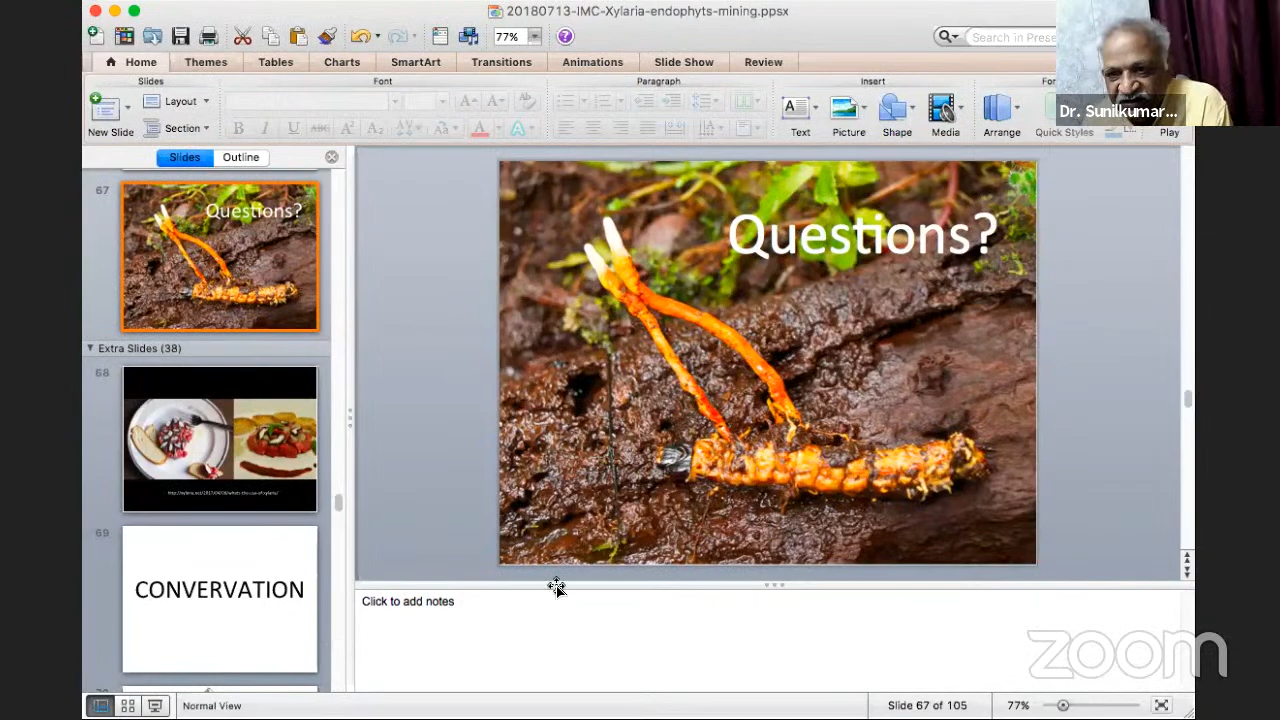 20180713-IMC-Xylaria-endophyts-mining.ppsx
77%
Search in Prese
Home Themes Tables Charts SmartArt Transitions Animations Slide Show Review
Slides Font Paragraph Insert
Layout
New Slide
Section
Text Picture Shape Media Arrange Quick Styles Play
Dr. Sunilkumar...
Slides Outline
67
Questions?
Extra Slides (38)
68
69
CONVERVATION
Questions?
Click to add notes
zoom
Normal View
Slide 67 of 105
77%